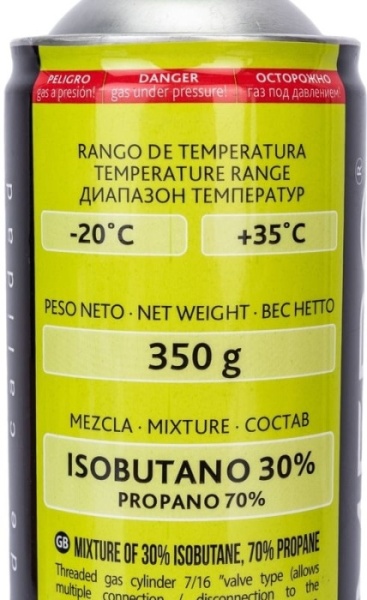 PELIGRO DANGER ОСТОРОЖНО
gas a presión! gas under pressure! газ под давлением!
RANGO DE TEMPERATURA
TEMPERATURE RANGE
ДИАПАЗОН ТЕМПЕРАТУР
-20˚C +35˚C
PESO NETO · NET WEIGHT · ВЕС НЕТТО
350 g
MEZCLA · MIXTURE · СОСТАВ
ISOBUTANO 30%
PROPANO 70%
GB MIXTURE OF 30% ISOBUTANE, 70% PROPANE
Threaded gas cylinder 7/16 "valve type (allows
multiple connection / disconnection to the
de calidad
®